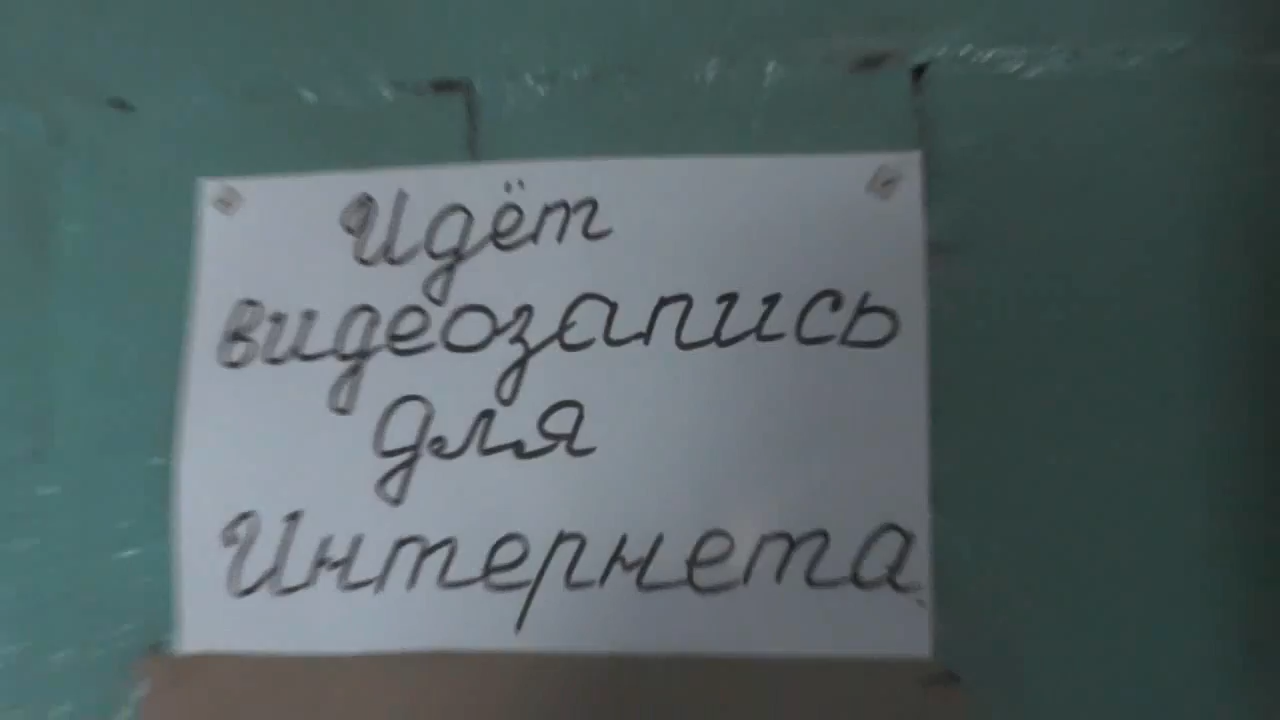 Идёт
видеозапись
для
Интернета